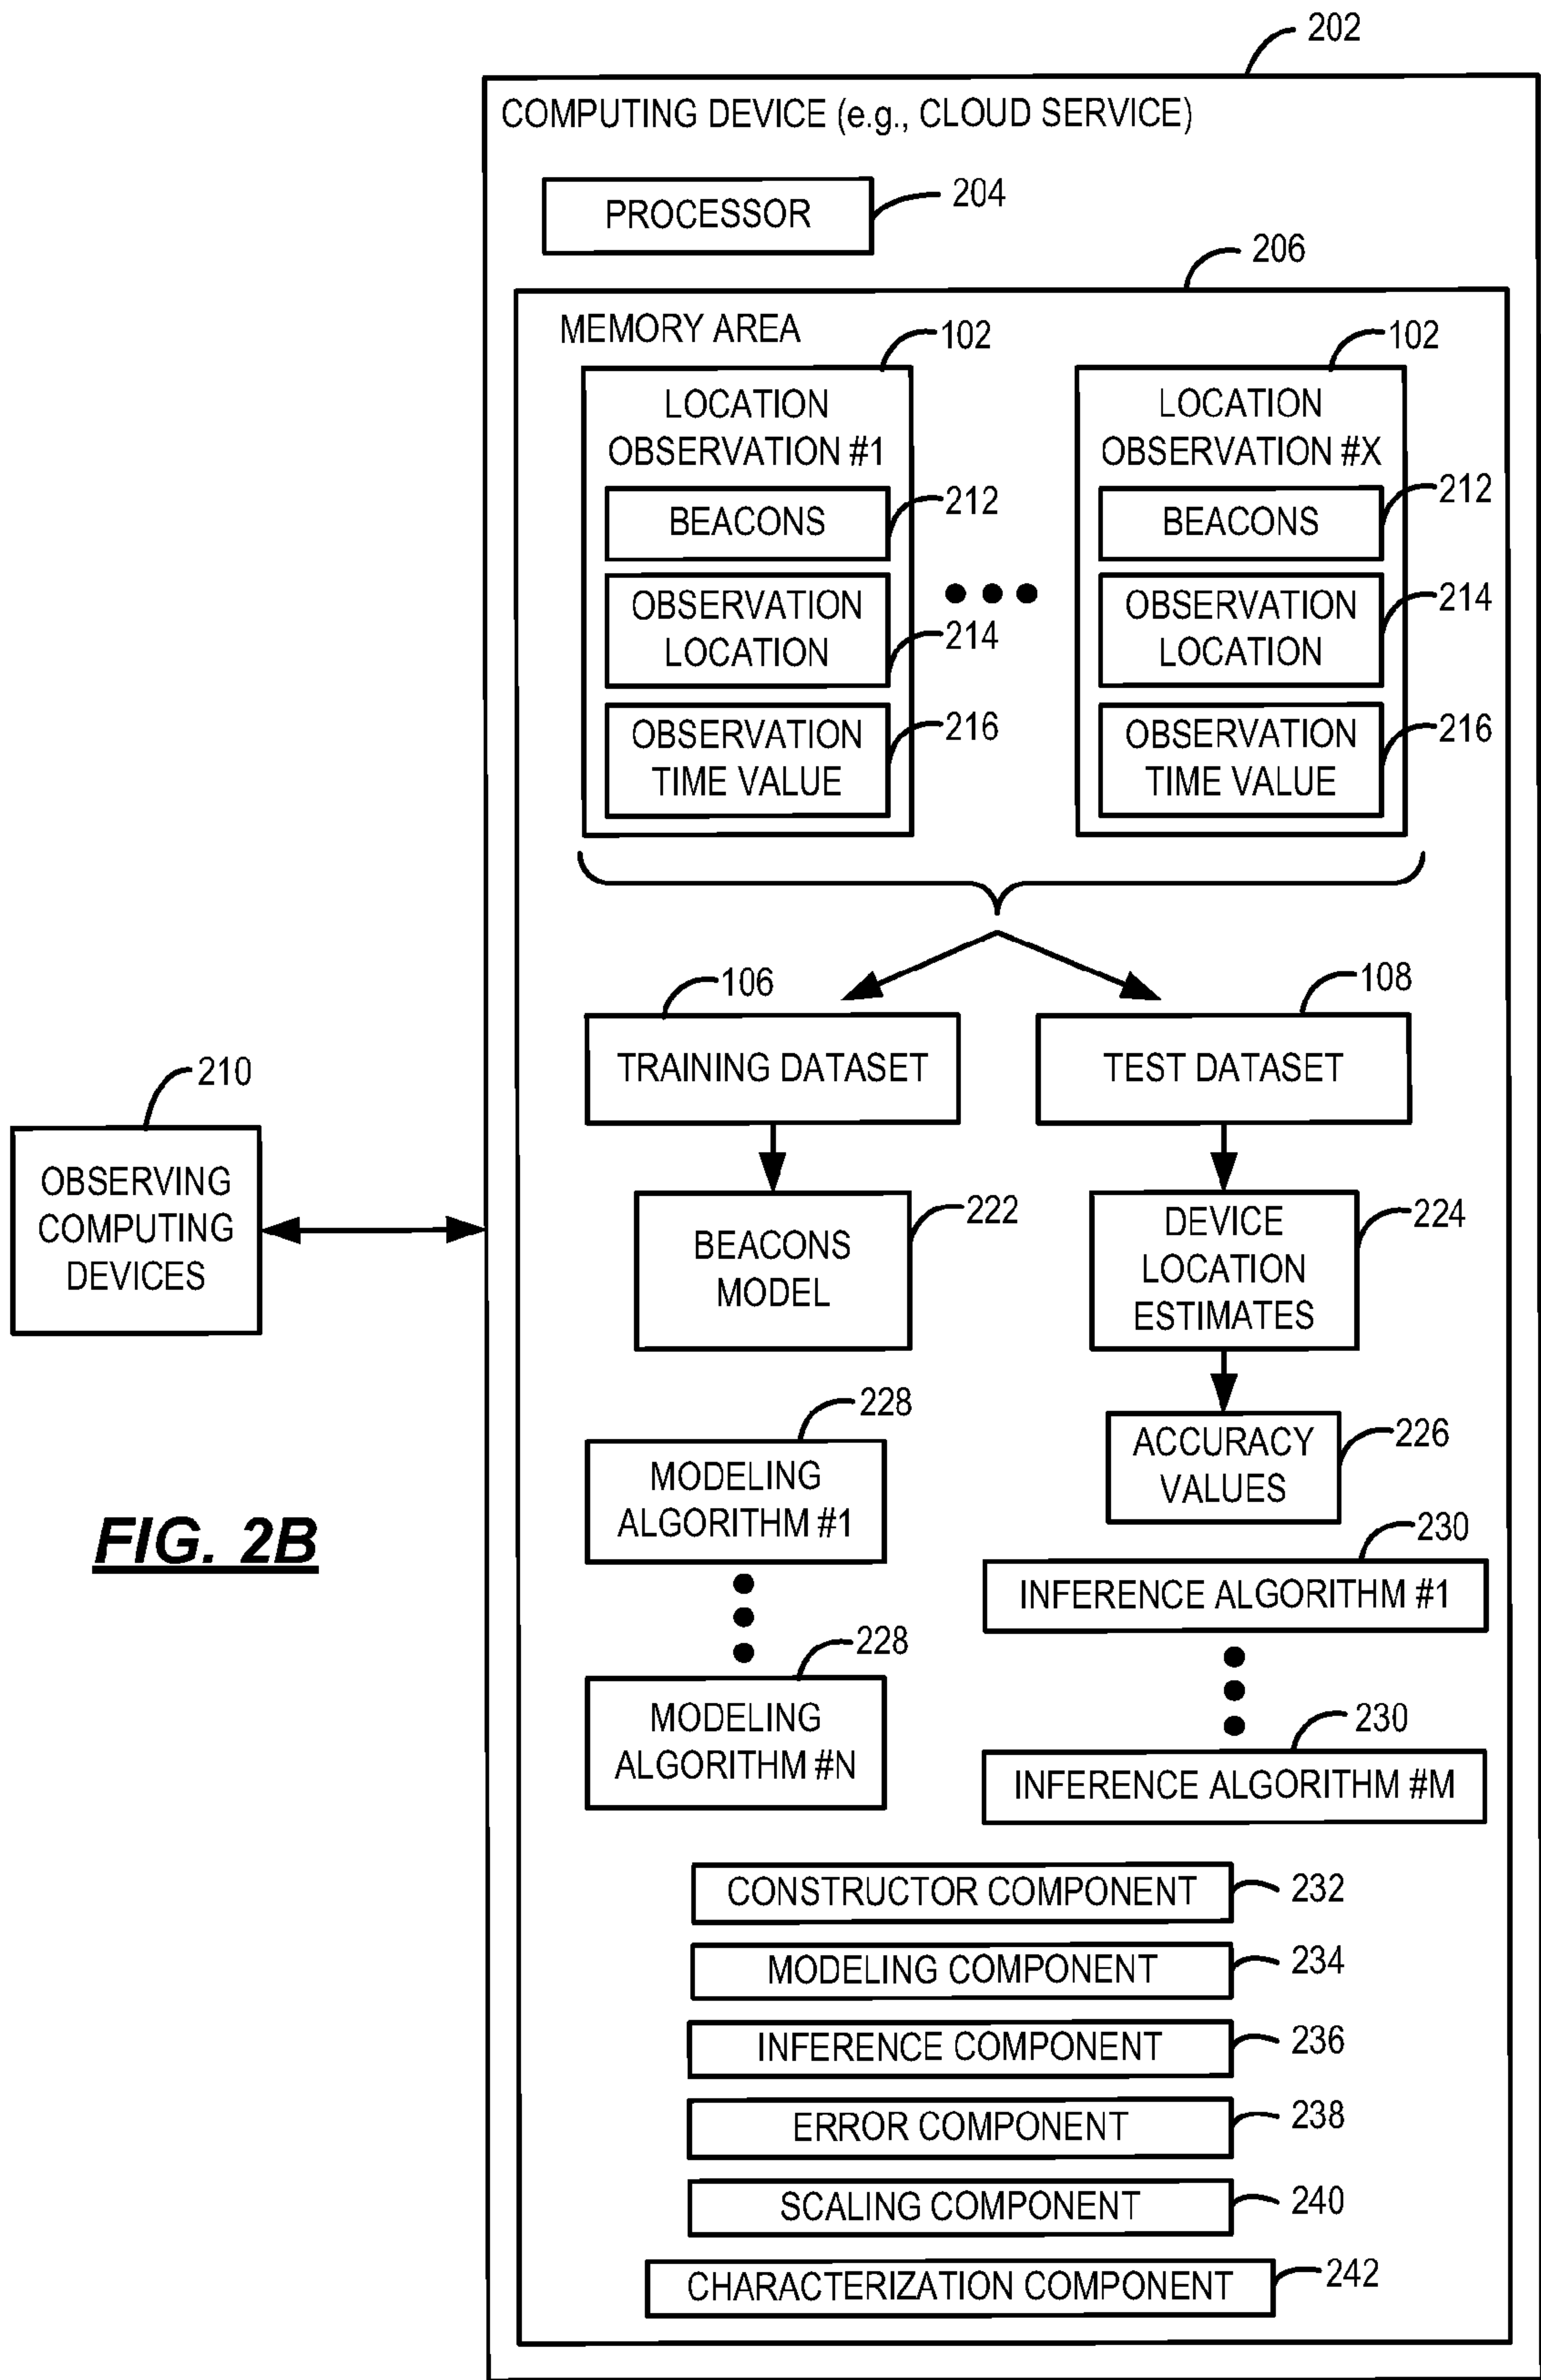 202
COMPUTING DEVICE (e.g., CLOUD SERVICE)
PROCESSOR
204
206
MEMORY AREA
102
LOCATION
OBSERVATION #1
BEACONS
212
OBSERVATION
LOCATION
214
OBSERVATION
TIME VALUE
216
102
LOCATION
OBSERVATION #X
BEACONS
212
OBSERVATION
LOCATION
214
OBSERVATION
TIME VALUE
216
106
TRAINING DATASET
108
TEST DATASET
210
OBSERVING
COMPUTING
DEVICES
BEACONS
MODEL
222
DEVICE
LOCATION
ESTIMATES
224
ACCURACY
VALUES
226
228
MODELING
ALGORITHM #1
228
MODELING
ALGORITHM #N
230
INFERENCE ALGORITHM #1
230
INFERENCE ALGORITHM #M
FIG. 2B
CONSTRUCTOR COMPONENT
232
MODELING COMPONENT
234
INFERENCE COMPONENT
236
ERROR COMPONENT
238
SCALING COMPONENT
240
CHARACTERIZATION COMPONENT
242